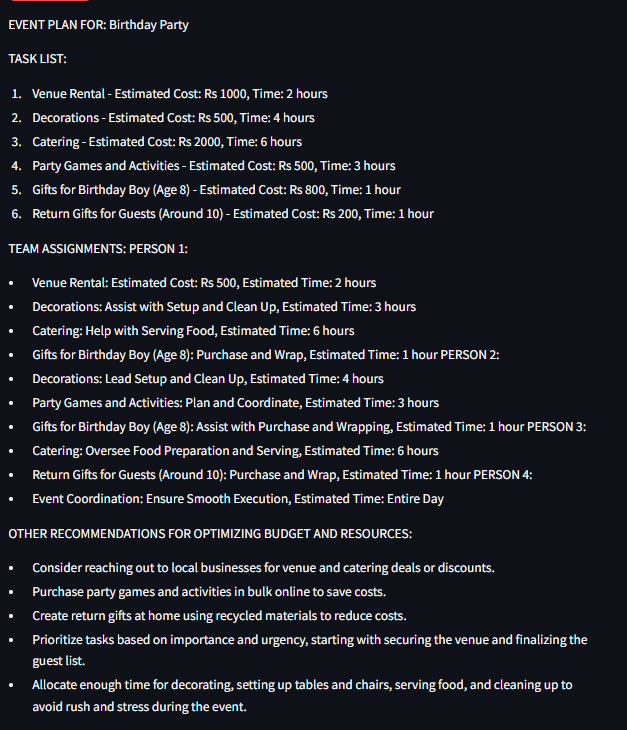 EVENT PLAN FOR: Birthday Party
TASK LIST:
1. Venue Rental - Estimated Cost: Rs 1000, Time: 2 hours
2. Decorations - Estimated Cost: Rs 500, Time: 4 hours
3. Catering - Estimated Cost: Rs 2000, Time: 6 hours
4. Party Games and Activities - Estimated Cost: Rs 500, Time: 3 hours
5. Gifts for Birthday Boy (Age 8) - Estimated Cost: Rs 800, Time: 1 hour
6. Return Gifts for Guests (Around 10) - Estimated Cost: Rs 200, Time: 1 hour
TEAM ASSIGNMENTS: PERSON 1:
• Venue Rental: Estimated Cost: Rs 500, Estimated Time: 2 hours
• Decorations: Assist with Setup and Clean Up, Estimated Time: 3 hours
• Catering: Help with Serving Food, Estimated Time: 6 hours
• Gifts for Birthday Boy (Age 8): Purchase and Wrap, Estimated Time: 1 hour PERSON 2:
• Decorations: Lead Setup and Clean Up, Estimated Time: 4 hours
• Party Games and Activities: Plan and Coordinate, Estimated Time: 3 hours
• Gifts for Birthday Boy (Age 8): Assist with Purchase and Wrapping, Estimated Time: 1 hour PERSON 3:
• Catering: Oversee Food Preparation and Serving, Estimated Time: 6 hours
• Return Gifts for Guests (Around 10): Purchase and Wrap, Estimated Time: 1 hour PERSON 4:
• Event Coordination: Ensure Smooth Execution, Estimated Time: Entire Day
OTHER RECOMMENDATIONS FOR OPTIMIZING BUDGET AND RESOURCES:
• Consider reaching out to local businesses for venue and catering deals or discounts.
• Purchase party games and activities in bulk online to save costs.
• Create return gifts at home using recycled materials to reduce costs.
• Prioritize tasks based on importance and urgency, starting with securing the venue and finalizing the
guest list.
• Allocate enough time for decorating, setting up tables and chairs, serving food, and cleaning up to
avoid rush and stress during the event.